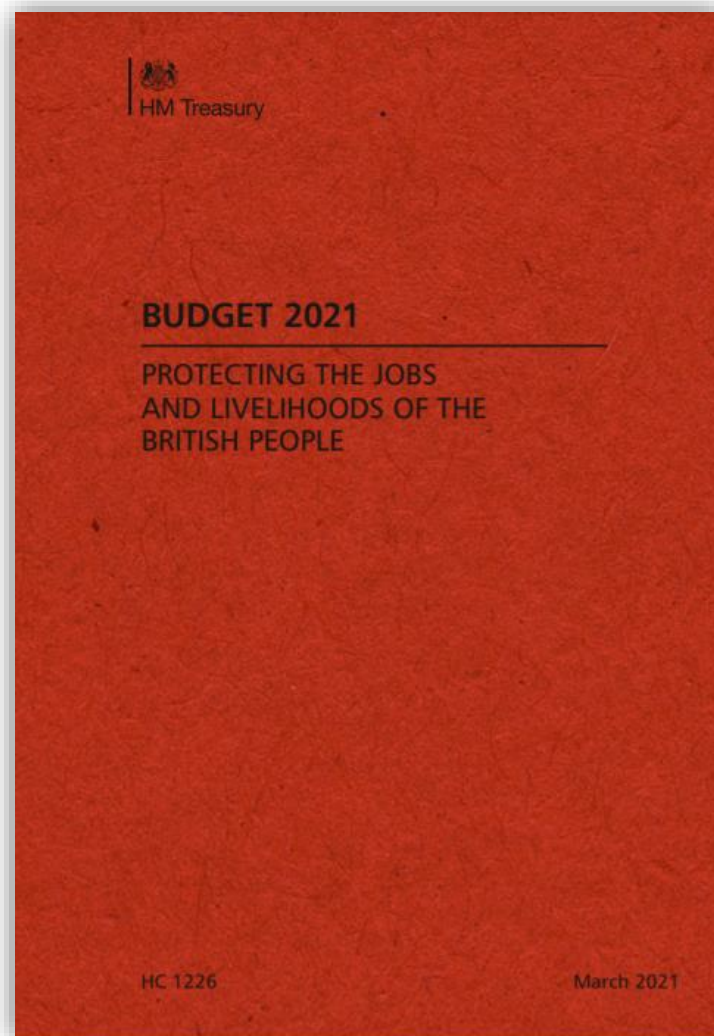 HM Treasury
BUDGET 2021
PROTECTING THE JOBS
AND LIVELIHOODS OF THE
BRITISH PEOPLE
HC 1226
March 2021